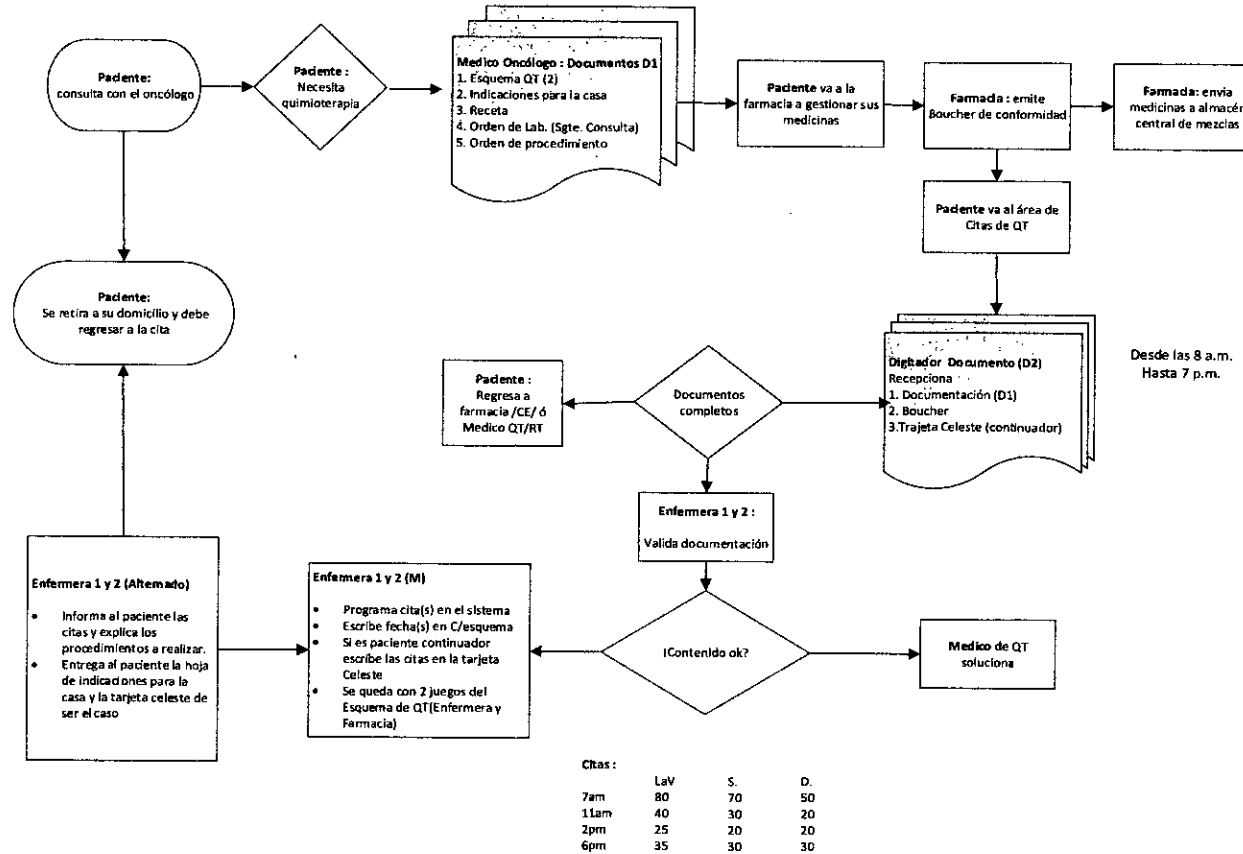 Paciente:
consulta con el oncólogo
Paciente :
Necesita
quimioterapia
Medico Oncólogo : Documentos D1
1. Esquema QT (2)
2. Indicaciones para la casa
3. Receta
4. Orden de Lab. (Sgte. Consulta)
5. Orden de procedimiento
Paciente va a la
farmacia a gestionar sus
medicinas
Farmacia : emite
Boucher de conformidad
Farmacia: envia
medicinas a almacén
central de mezclas
Paciente va al área de
Citas de QT
Paciente:
Se retira a su domicilio y debe
regresar a la cita
Digitador Documento (D2)
Recepciona
1. Documentación (D1)
2. Boucher
3.Trajeta Celeste (continuador)
Desde las 8 a.m.
Hasta 7 p.m.
Paciente :
Regresa a
farmacia /CE/ ó
Medico QT/RT
Documentos
completos
Enfermera 1 y 2 :
Valida documentación
Enfermera 1 y 2 (Alternado)
• Informa al paciente las
citas y explica los
procedimientos a realizar.
• Entrega al paciente la hoja
de indicaciones para la
casa y la tarjeta celeste de
ser el caso
Enfermera 1 y 2 (M)
• Programa cita(s) en el sistema
• Escribe fecha(s) en C/esquema
• Si es paciente continuador
escribe las citas en la tarjeta
Celeste
• Se queda con 2 juegos del
Esquema de QT(Enfermera y
Farmacia)
¡Contenido ok?
Medico de QT
soluciona
Citas :
LaV S. D.
7am 80 70 50
11am 40 30 20
2pm 25 20 20
6pm 35 30 30